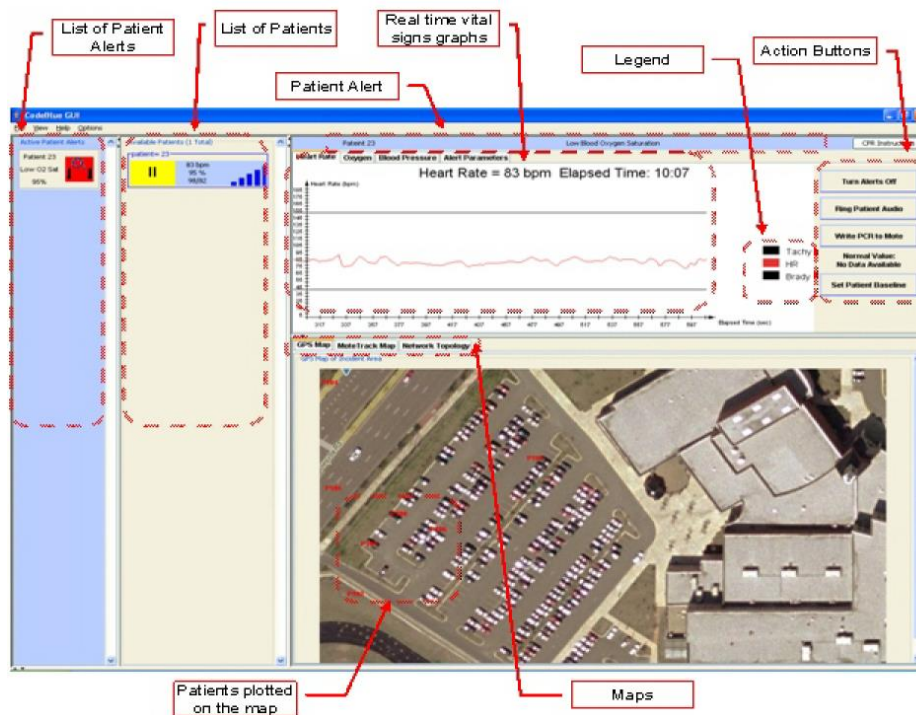 List of Patient
Alerts
List of Patients
Real time vital
signs graphs
Patient Alert
Legend
Action Buttons
CodeBlue GUI
View Help Options
Active Patient Alerts
Patient 23
Low O2 Sat
95%
Available Patients (1 Total)
patient= 23
83 bpm
95 %
98/62
Patient 23
Low Blood Oxygen Saturation
CPR Instructions
Heart Rate
Oxygen
Blood Pressure
Alert Parameters
Heart Rate = 83 bpm Elapsed Time: 10:07
Heart Rate (bpm)
Elapsed Time (sec)
Tachy
HR
Brady
Turn Alerts Off
Ring Patient Audio
Write PCR to Mote
Normal Value:
No Data Available
Set Patient Baseline
GPS Map
MoteTrack Map
Network Topology
GPS Map of Incident Area
Patients plotted
on the map
Maps